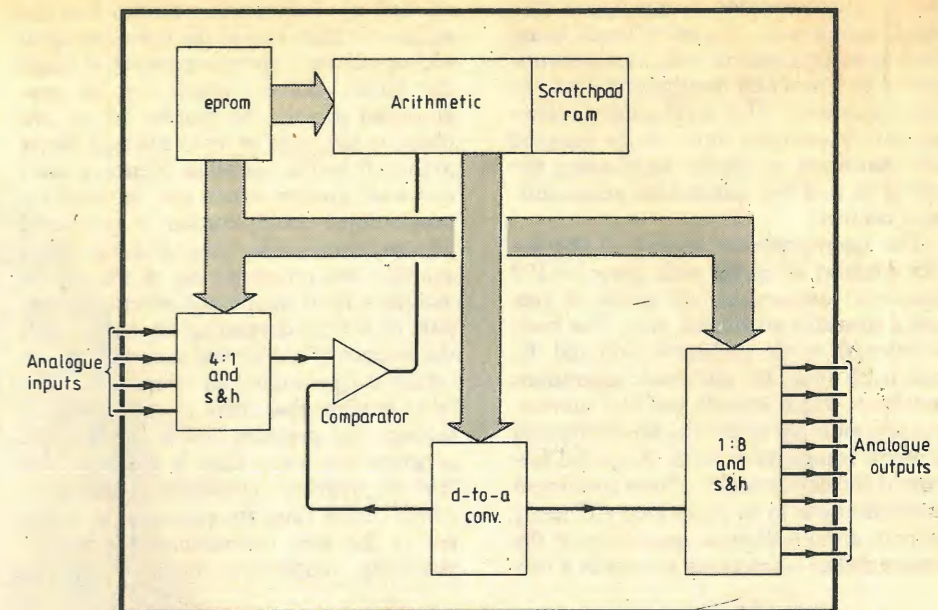 eprom
Arithmetic
Scratchpad
ram
Analogue
inputs
4:1
and
s&h
Comparator
d-to-a
conv.
1:8
and
s&h
Analogue
outputs